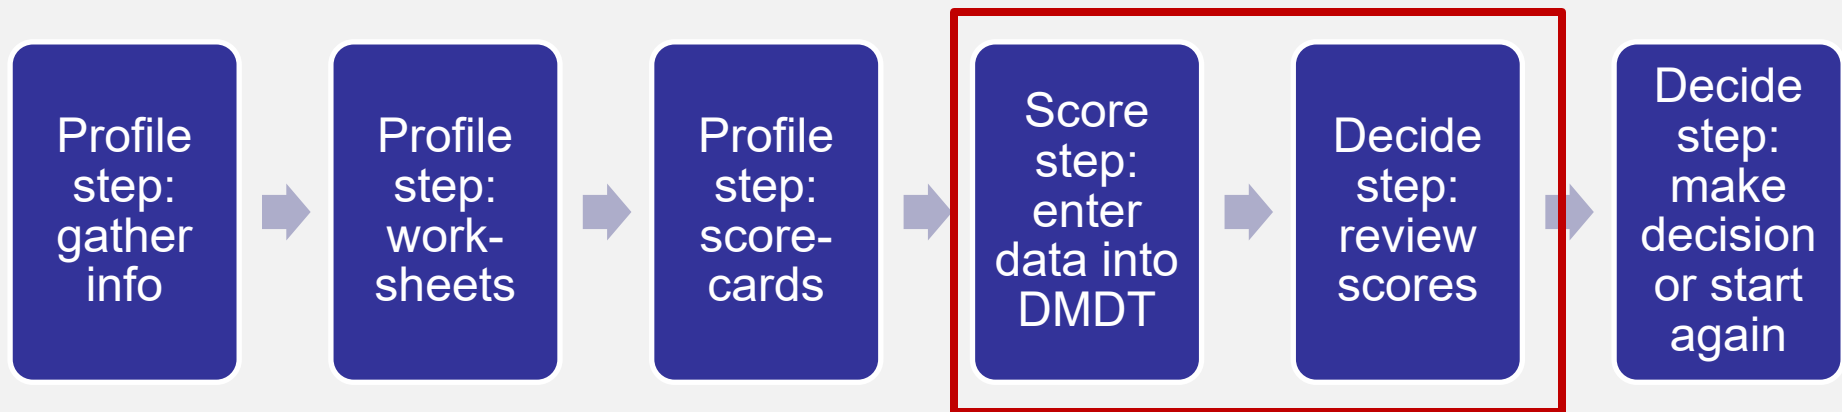 Profile
step:
gather
info
Profile
step:
work-
sheets
Profile
step:
score-
cards
Score
step:
enter
data into
DMDT
Decide
step:
review
scores
Decide
step:
make
decision
or start
again